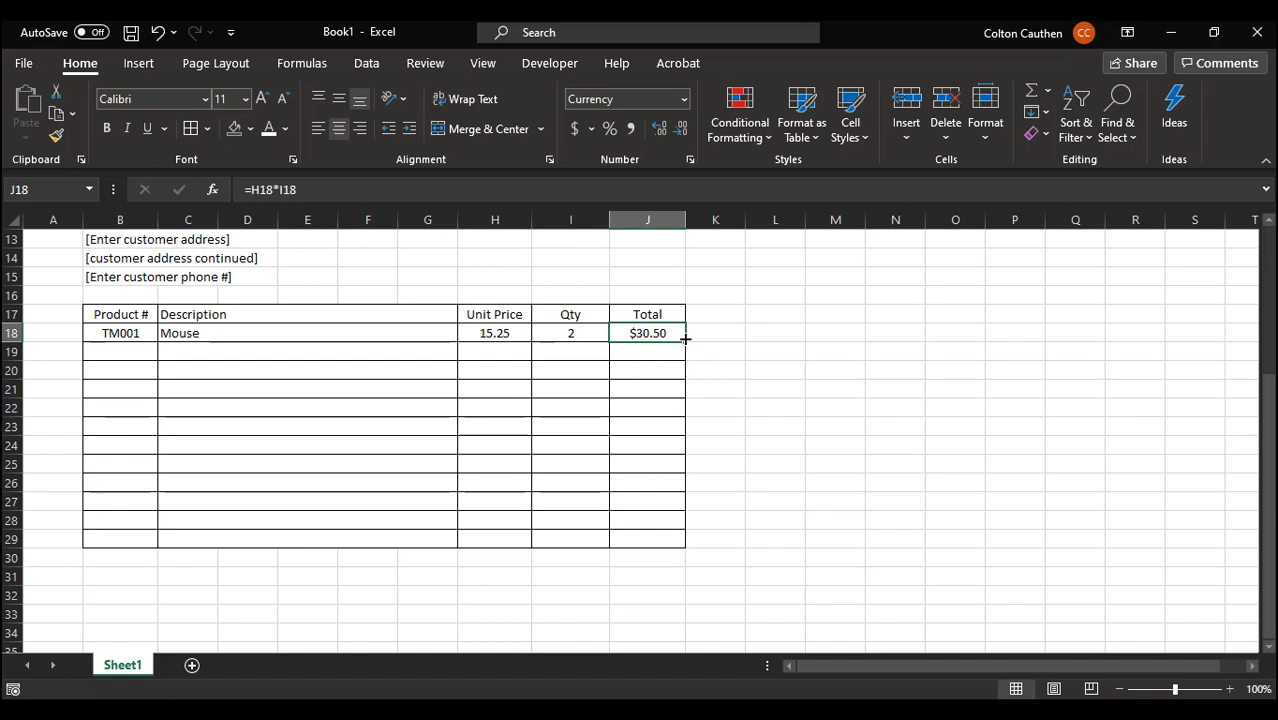 AutoSave Off Book1 - Excel Search Colton Cauthen CC
File Home Insert Page Layout Formulas Data Review View Developer Help Acrobat Share Comments
Paste Calibri 11 Wrap Text Currency Conditional Formatting Format as Table Cell Styles Insert Delete Format Sort & Filter Find & Select Ideas
B I U Merge & Center $ % ,
Clipboard Font Alignment Number Styles Cells Editing Ideas
J18 fx =H18*I18
A B C D E F G H I J K L M N O P Q R S T
13 [Enter customer address]
14 [customer address continued]
15 [Enter customer phone #]
16
17 Product # Description Unit Price Qty Total
18 TM001 Mouse 15.25 2 $30.50
19
20
21
22
23
24
25
26
27
28
29
30
31
32
33
34
35
Sheet1
100%